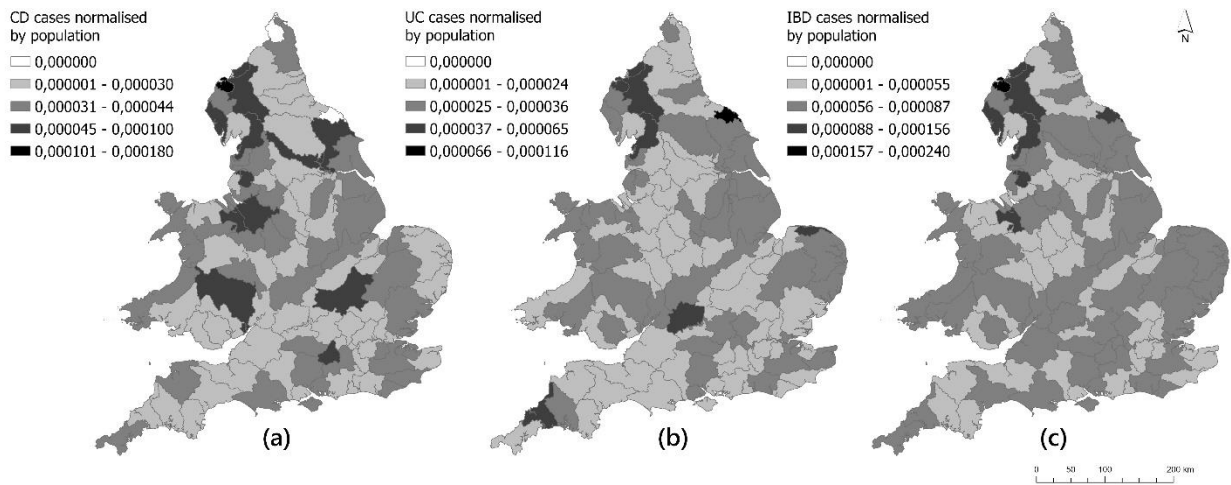 CD cases normalised
by population
0,000000
0,000001 - 0,000030
0,000031 - 0,000044
0,000045 - 0,000100
0,000101 - 0,000180
UC cases normalised
by population
0,000000
0,000001 - 0,000024
0,000025 - 0,000036
0,000037 - 0,000065
0,000066 - 0,000116
IBD cases normalised
by population
0,000000
0,000001 - 0,000055
0,000056 - 0,000087
0,000088 - 0,000156
0,000157 - 0,000240
N
(a)
(b)
(c)
0 50 100 200 km